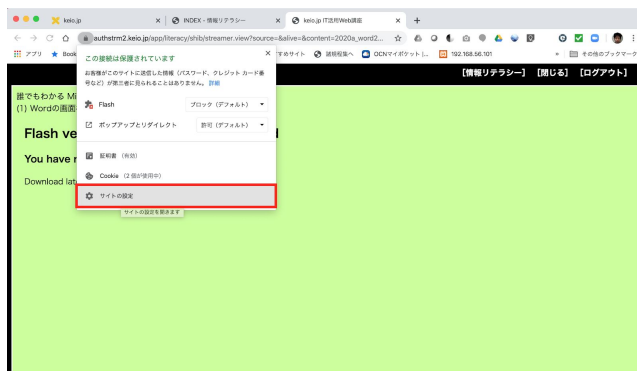 keio.jp
INDEX - 情報リテラシー
keio.jp IT活用Web講座
authstrm2.keio.jp/app/literacy/shib/streamer.view?source=&alive=&content=2020a_word2...
アプリ
Book
すめサイト
諸規程集へ
OCNマイポケット |...
192.168.56.101
»
その他のブックマーク
【情報リテラシー】 【閉じる】 【ログアウト】
この接続は保護されています
お客様がこのサイトに送信した情報（パスワード、クレジット カード番
号など）が第三者に見られることはありません。 詳細
Flash
ブロック（デフォルト）
ポップアップとリダイレクト
許可（デフォルト）
証明書 （有効）
Cookie （2 個が使用中）
サイトの設定
サイトの設定を開きます
誰でもわかる Mi
(1) Wordの画面
Flash ve
d
You have r
Download lat